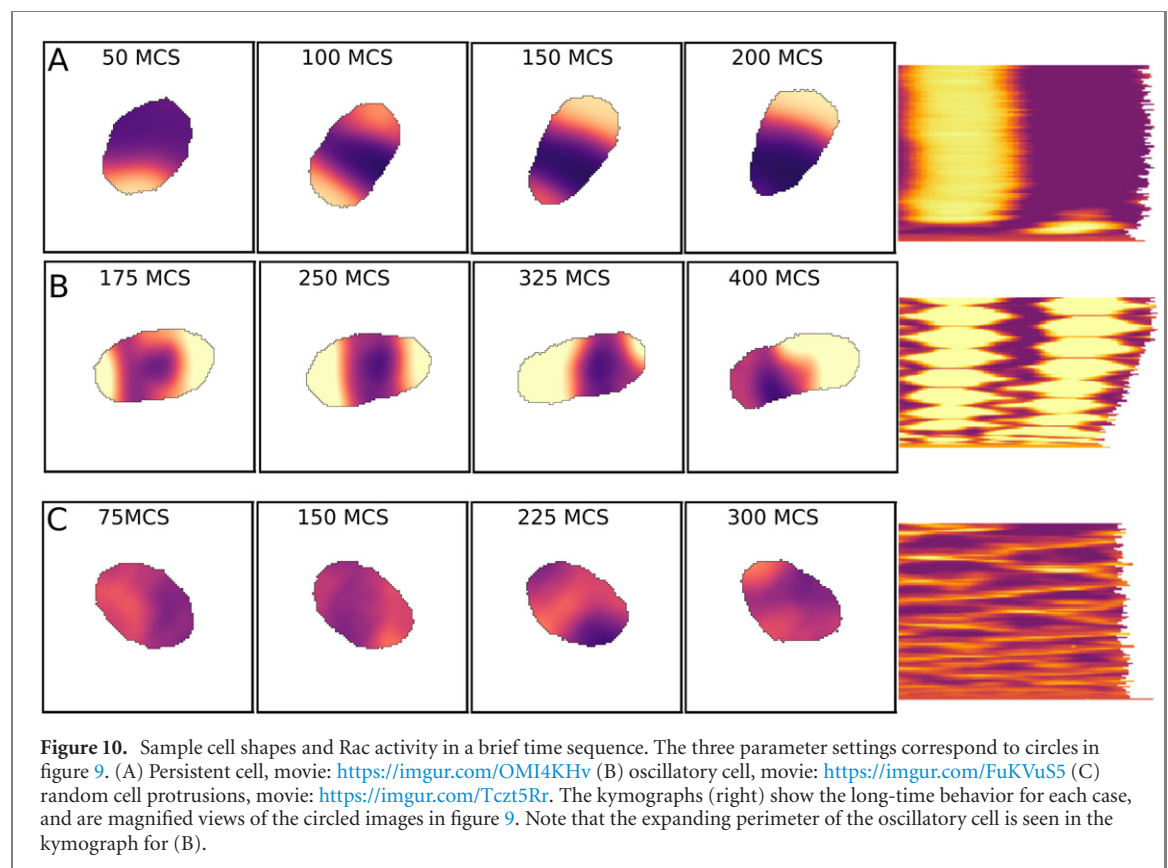 A
50 MCS
100 MCS
150 MCS
200 MCS
B
175 MCS
250 MCS
325 MCS
400 MCS
C
75MCS
150 MCS
225 MCS
300 MCS
Figure 10. Sample cell shapes and Rac activity in a brief time sequence. The three parameter settings correspond to circles in
figure 9. (A) Persistent cell, movie: https://imgur.com/OMI4KHv (B) oscillatory cell, movie: https://imgur.com/FuKVuS5 (C)
random cell protrusions, movie: https://imgur.com/Tczt5Rr. The kymographs (right) show the long-time behavior for each case,
and are magnified views of the circled images in figure 9. Note that the expanding perimeter of the oscillatory cell is seen in the
kymograph for (B).